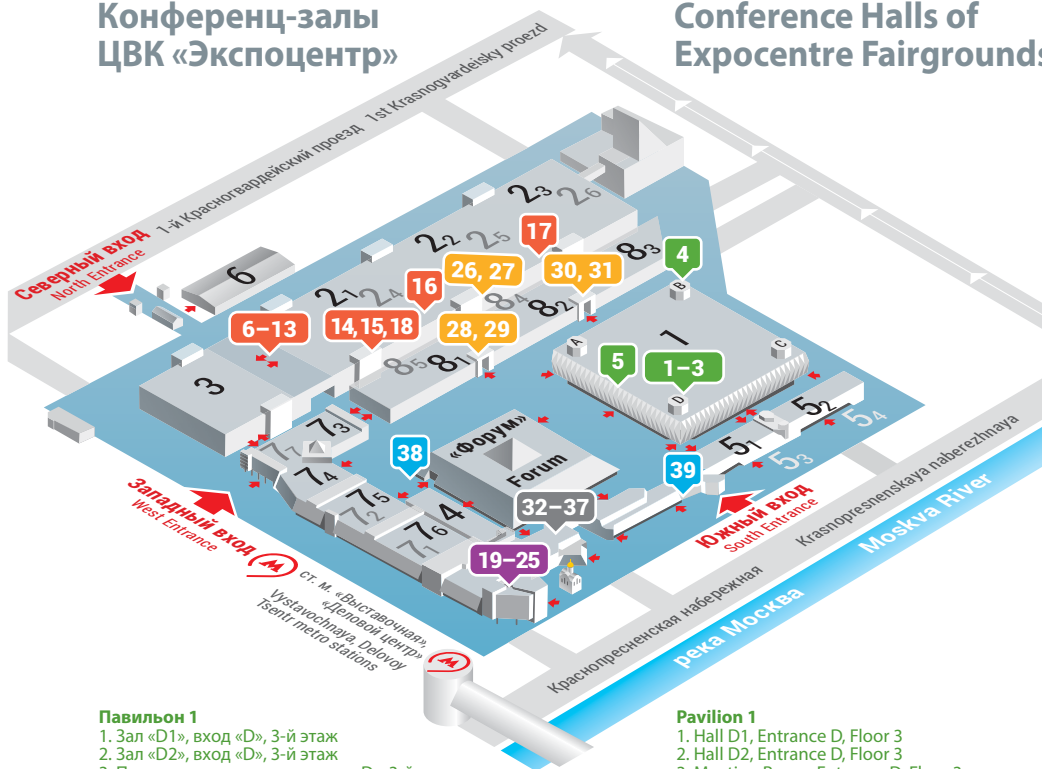 Конференц-залы
ЦВК «Экспоцентр»
Conference Halls of
Expocentre Fairgrounds
1-й Красногвардейский проезд 1st Krasnogvardeisky proezd
Северный вход
North Entrance
6
2₃
2₆
2₂
2₅
2₁
2₄
17
16
26, 27
30, 31
8₃
8₄
8₂
4
B
6–13
14, 15, 18
28, 29
8₅
8₁
3
A
1
C
5
1–3
D
5₂
5₄
5₁
5₃
7₃
7₇
7₄
7₅
7₂
7₆
7₁
4
38
«Форум»
Forum
39
32–37
19–25
Западный вход
West Entrance
Южный вход
South Entrance
ст. м. «Выставочная»,
«Деловой центр»
Vystavochnaya, Delovoy
Tsentr metro stations
Краснопресненская набережная
Krasnopresnenskaya naberezhnaya
река Москва
Moskva River
Павильон 1
1. Зал «D1», вход «D», 3-й этаж
2. Зал «D2», вход «D», 3-й этаж
Pavilion 1
1. Hall D1, Entrance D, Floor 3
2. Hall D2, Entrance D, Floor 3